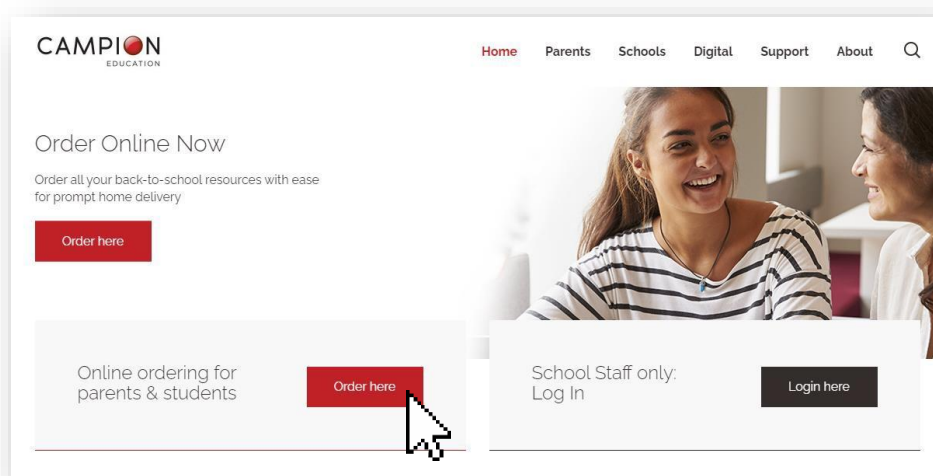 CAMPION
EDUCATION
Home Parents Schools Digital Support About
Order Online Now
Order all your back-to-school resources with ease
for prompt home delivery
Order here
Online ordering for
parents & students
Order here
School Staff only:
Log In
Login here